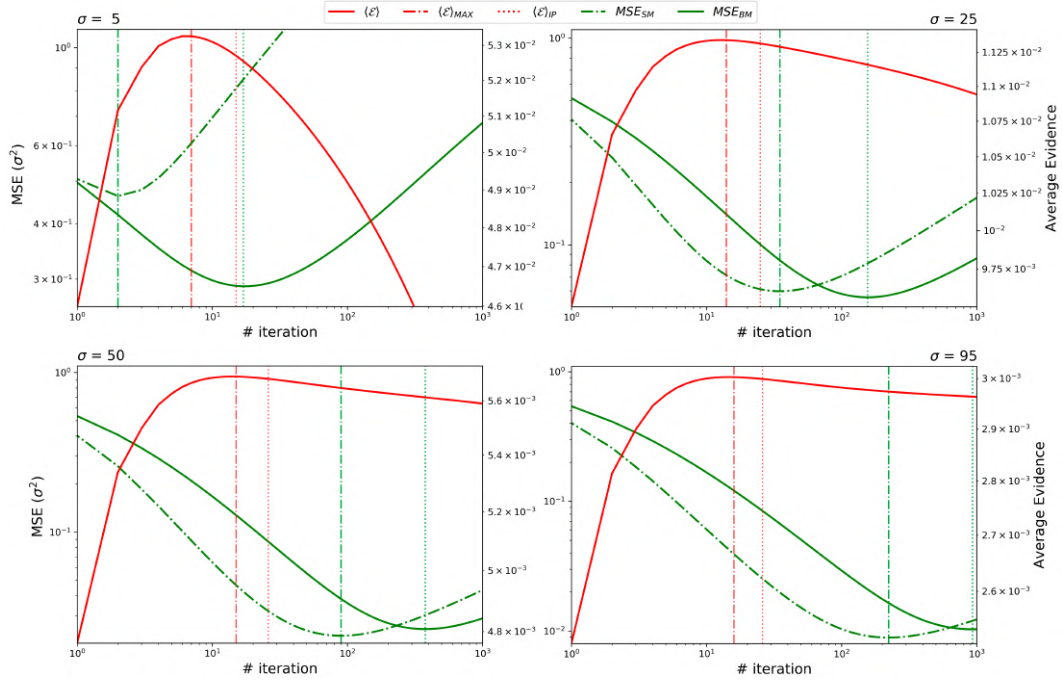 ⟨ℰ⟩ ⟨ℰ⟩MAX ⟨ℰ⟩IP MSESM MSEBM
σ = 5
10⁰
6 × 10⁻¹
4 × 10⁻¹
3 × 10⁻¹
MSE (σ²)
5.3 × 10⁻²
5.2 × 10⁻²
5.1 × 10⁻²
5 × 10⁻²
4.9 × 10⁻²
4.8 × 10⁻²
4.7 × 10⁻²
4.6 × 1(
10⁰ 10¹ 10² 10³
# iteration
σ = 25
10⁰
10⁻¹
1.125 × 10⁻²
1.1 × 10⁻²
1.075 × 10⁻²
1.05 × 10⁻²
1.025 × 10⁻²
10⁻²
9.75 × 10⁻³
Average Evidence
10⁰ 10¹ 10² 10³
# iteration
σ = 50
10⁰
10⁻¹
MSE (σ²)
5.6 × 10⁻³
5.4 × 10⁻³
5.2 × 10⁻³
5 × 10⁻³
4.8 × 10⁻³
10⁰ 10¹ 10² 10³
# iteration
σ = 95
10⁰
10⁻¹
10⁻²
3 × 10⁻³
2.9 × 10⁻³
2.8 × 10⁻³
2.7 × 10⁻³
2.6 × 10⁻³
Average Evidence
10⁰ 10¹ 10² 10³
# iteration